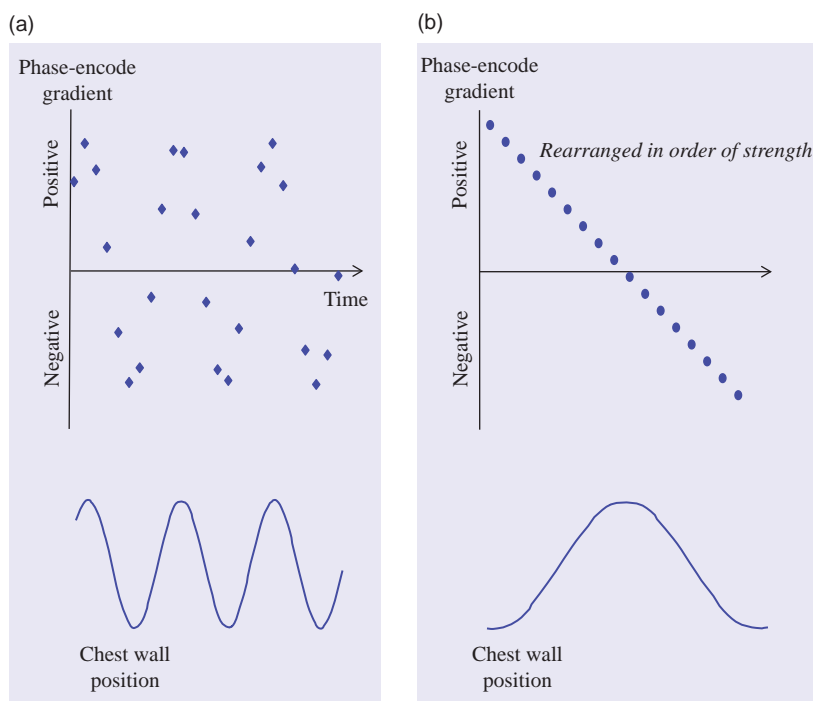 (a)
Phase-encode
gradient
Positive
Negative
Time
Chest wall
position
(b)
Phase-encode
gradient
Positive
Rearranged in order of strength
Negative
Chest wall
position